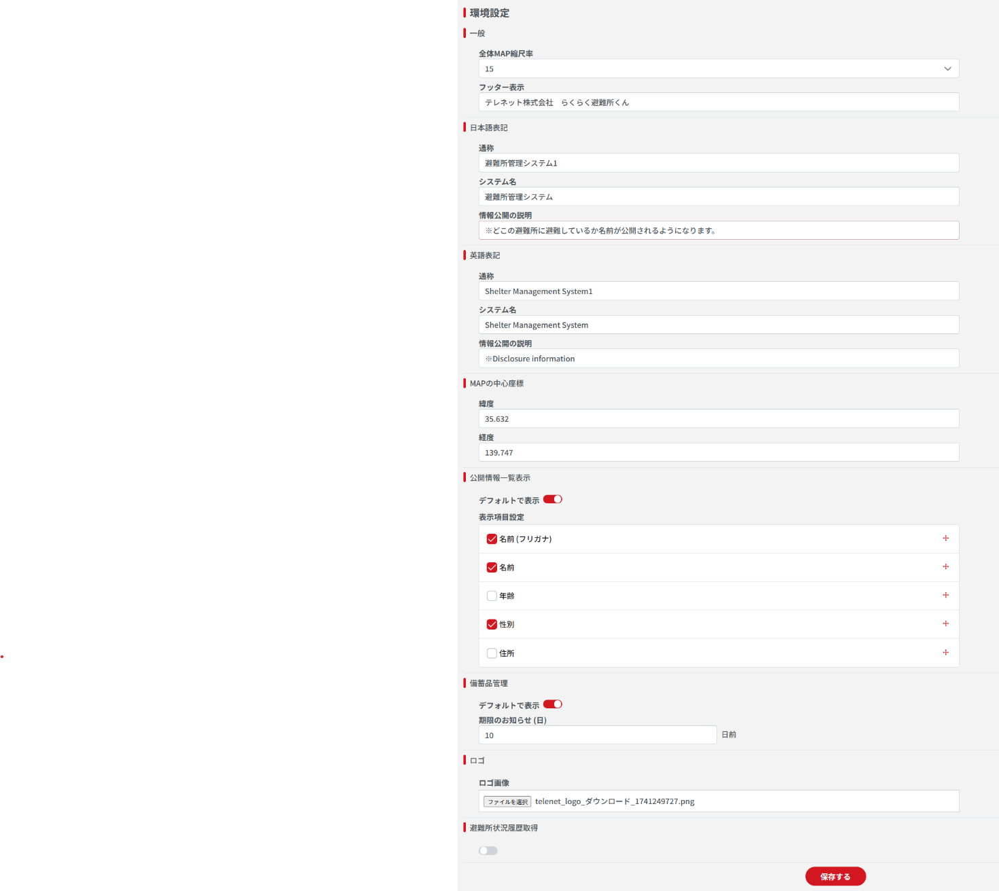 環境設定
一般
全体MAP縮尺率
15
フッター表示
テレネット株式会社　らくらく避難所くん
日本語表記
通称
避難所管理システム1
システム名
避難所管理システム
情報公開の説明
※どこの避難所に避難しているか名前が公開されるようになります。
英語表記
通称
Shelter Management System1
システム名
Shelter Management System
情報公開の説明
※Disclosure information
MAPの中心座標
緯度
35.632
経度
139.747
公開情報一覧表示
デフォルトで表示
表示項目設定
名前 (フリガナ)
名前
年齢
性別
住所
備蓄品管理
デフォルトで表示
期限のお知らせ (日)
10 日前
ロゴ
ロゴ画像
ファイルを選択 telenet_logo_ダウンロード_1741249727.png
避難所状況履歴取得
保存する